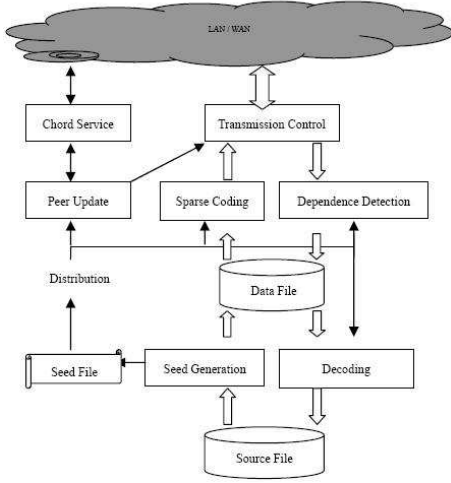 LAN / WAN
Chord Service
Transmission Control
Peer Update
Sparse Coding
Dependence Detection
Distribution
Data File
Seed File
Seed Generation
Decoding
Source File